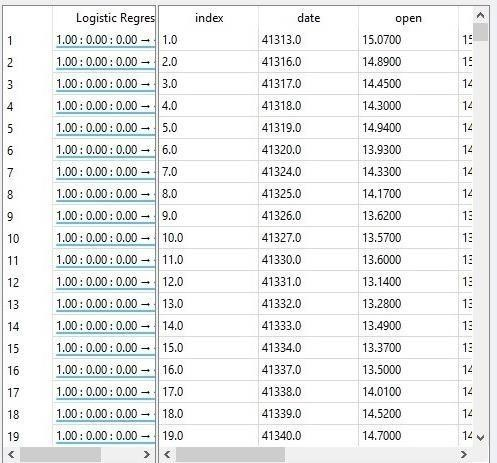 Logistic Regres index date open
1 1.00 : 0.00 : 0.00 → 1.0 41313.0 15.0700 15
2 1.00 : 0.00 : 0.00 → 2.0 41316.0 14.8900 15
3 1.00 : 0.00 : 0.00 → 3.0 41317.0 14.4500 14
4 1.00 : 0.00 : 0.00 → 4.0 41318.0 14.3000 14
5 1.00 : 0.00 : 0.00 → 5.0 41319.0 14.9400 14
6 1.00 : 0.00 : 0.00 → 6.0 41320.0 13.9300 14
7 1.00 : 0.00 : 0.00 → 7.0 41324.0 14.3300 14
8 1.00 : 0.00 : 0.00 → 8.0 41325.0 14.1700 14
9 1.00 : 0.00 : 0.00 → 9.0 41326.0 13.6200 13
10 1.00 : 0.00 : 0.00 → 10.0 41327.0 13.5700 13
11 1.00 : 0.00 : 0.00 → 11.0 41330.0 13.6000 13
12 1.00 : 0.00 : 0.00 → 12.0 41331.0 13.1400 13
13 1.00 : 0.00 : 0.00 → 13.0 41332.0 13.2800 13
14 1.00 : 0.00 : 0.00 → 14.0 41333.0 13.4900 13
15 1.00 : 0.00 : 0.00 → 15.0 41334.0 13.3700 13
16 1.00 : 0.00 : 0.00 → 16.0 41337.0 13.5000 14
17 1.00 : 0.00 : 0.00 → 17.0 41338.0 14.0100 14
18 1.00 : 0.00 : 0.00 → 18.0 41339.0 14.5200 14
19 1.00 : 0.00 : 0.00 → 19.0 41340.0 14.7000 14